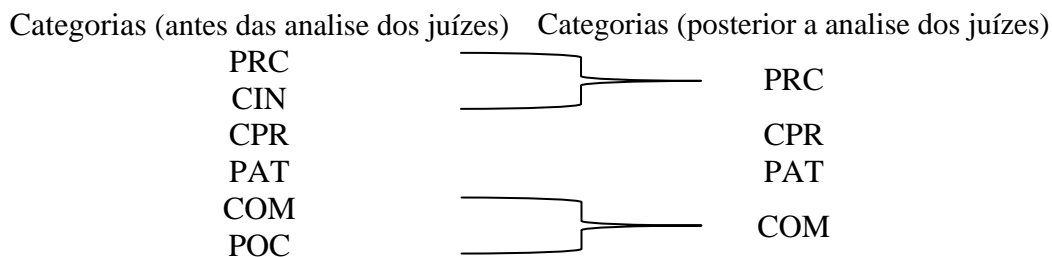 Categorias (antes das analise dos juízes) Categorias (posterior a analise dos juízes)
PRC
CIN
CPR
PAT
COM
POC
PRC
CPR
PAT
COM